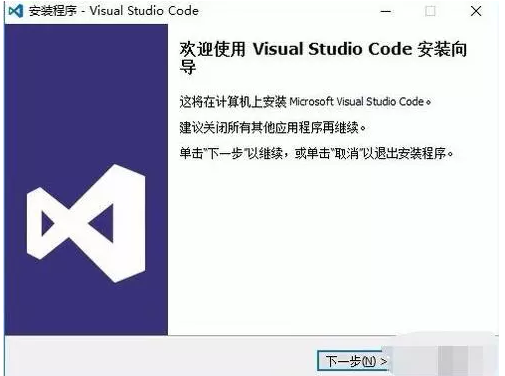 安装程序 - Visual Studio Code
欢迎使用 Visual Studio Code 安装向
导
这将在计算机上安装 Microsoft Visual Studio Code。
建议关闭所有其他应用程序再继续。
单击“下一步”以继续，或单击“取消”以退出安装程序。
下一步(N) >